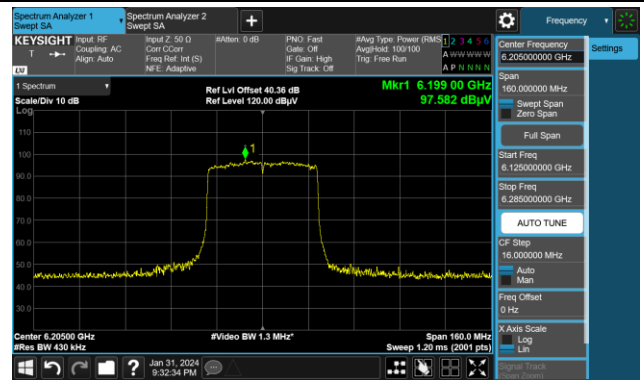 Spectrum Analyzer 1
Swept SA
Spectrum Analyzer 2
Swept SA
+
Frequency
KEYSIGHT
T
LXI
Input: RF
Coupling: AC
Align: Auto
Input Z: 50 Ω
Corr CCorr
Freq Ref: Int (S)
NFE: Adaptive
#Atten: 0 dB
PNO: Fast
Gate: Off
IF Gain: High
Sig Track: Off
#Avg Type: Power (RMS
Avg|Hold: 100/100
Trig: Free Run
1 2 3 4 5 6
A W W W W W
A P N N N N
1 Spectrum
Scale/Div 10 dB
Log
Ref Lvl Offset 40.36 dB
Ref Level 120.00 dBµV
Mkr1 6.199 00 GHz
97.582 dBµV
110
100
90.0
80.0
70.0
60.0
50.0
40.0
30.0
1
Center 6.20500 GHz
#Res BW 430 kHz
#Video BW 1.3 MHz*
Span 160.0 MHz
Sweep 1.20 ms (2001 pts)
Jan 31, 2024
9:32:34 PM
?
Center Frequency
6.205000000 GHz
Settings
Span
160.000000 MHz
Swept Span
Zero Span
Full Span
Start Freq
6.125000000 GHz
Stop Freq
6.285000000 GHz
AUTO TUNE
CF Step
16.000000 MHz
Auto
Man
Freq Offset
0 Hz
X Axis Scale
Log
Lin
Signal Track
(Span Zoom)